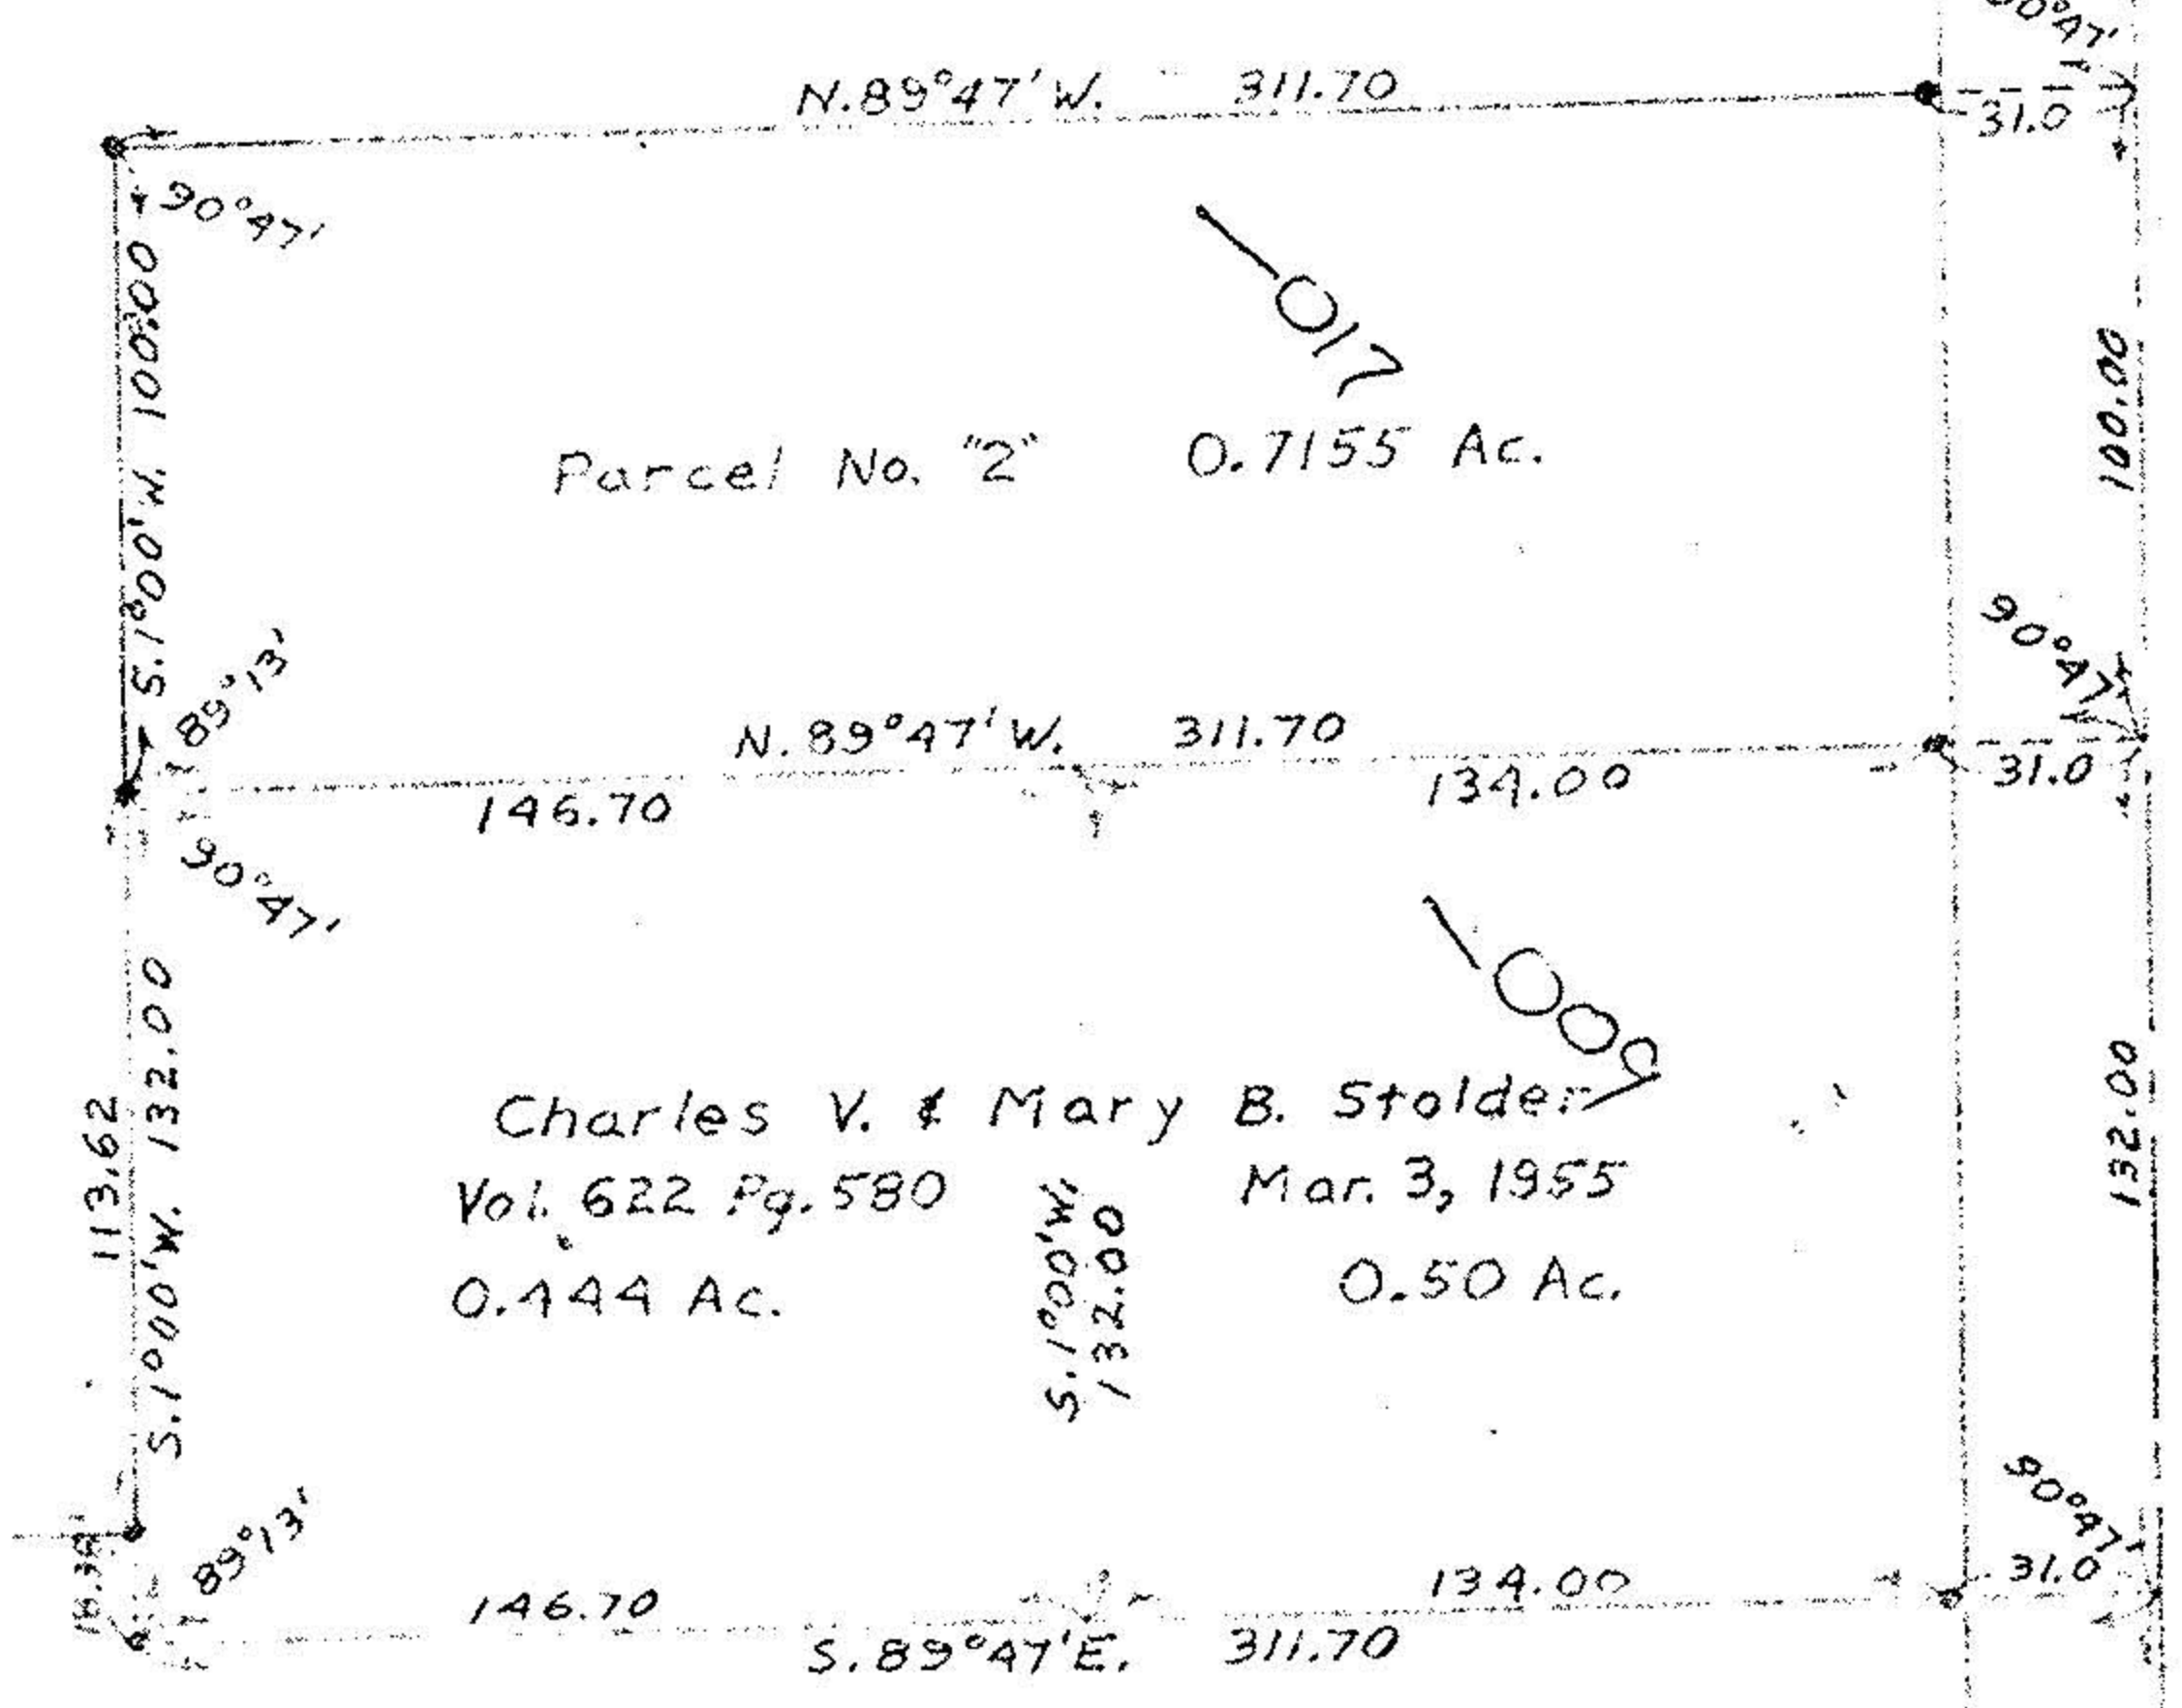 90°47'
N.89°47'W. 311.70
31.0
90°47'
S.1°00'W. 100.00
017
100.00
Parcel No. "2" 0.7155 Ac.
90°47'
89°13'
N.89°47'W. 311.70
31.0
146.70
134.00
90°47'
009
S.1°00'W. 132.00
113.62
132.00
Charles V. & Mary B. Stolder
Vol. 622 Pg. 580
Mar. 3, 1955
S.1°00'W.
132.00
0.444 Ac.
0.50 Ac.
90°47'
89°13'
18.38
146.70
134.00
31.0
S.89°47'E. 311.70